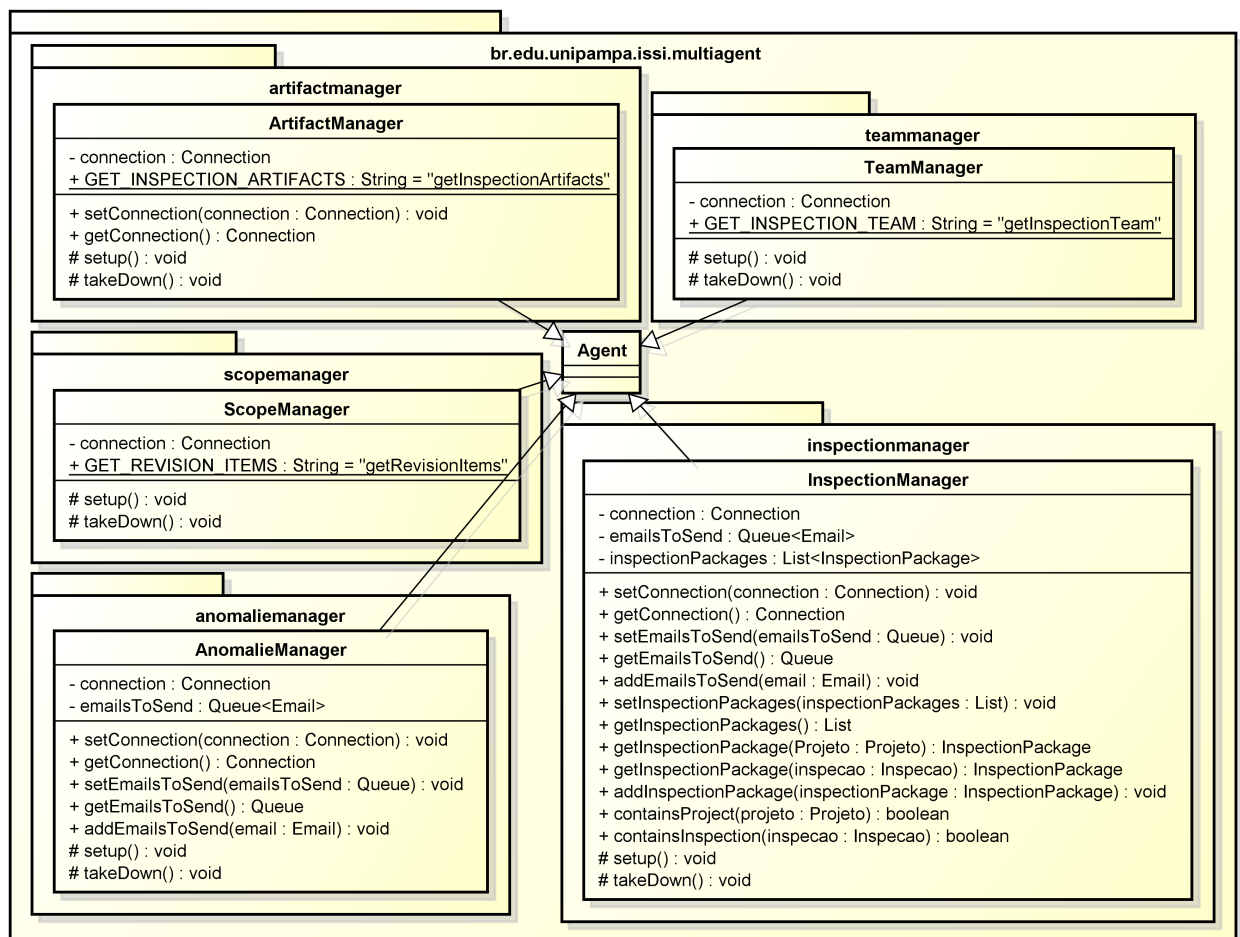 br.edu.unipampa.issi.multiagent
artifactmanager
ArtifactManager
- connection : Connection
+ GET_INSPECTION_ARTIFACTS : String = "getInspectionArtifacts"
+ setConnection(connection : Connection) : void
+ getConnection() : Connection
# setup() : void
# takeDown() : void
teammanager
TeamManager
- connection : Connection
+ GET_INSPECTION_TEAM : String = "getInspectionTeam"
# setup() : void
# takeDown() : void
Agent
scopemanager
ScopeManager
- connection : Connection
+ GET_REVISION_ITEMS : String = "getRevisionItems"
# setup() : void
# takeDown() : void
anomaliemanager
AnomalieManager
- connection : Connection
- emailsToSend : Queue<Email>
+ setConnection(connection : Connection) : void
+ getConnection() : Connection
+ setEmailsToSend(emailsToSend : Queue) : void
+ getEmailsToSend() : Queue
+ addEmailsToSend(email : Email) : void
# setup() : void
# takeDown() : void
inspectionmanager
InspectionManager
- connection : Connection
- emailsToSend : Queue<Email>
- inspectionPackages : List<InspectionPackage>
+ setConnection(connection : Connection) : void
+ getConnection() : Connection
+ setEmailsToSend(emailsToSend : Queue) : void
+ getEmailsToSend() : Queue
+ addEmailsToSend(email : Email) : void
+ setInspectionPackages(inspectionPackages : List) : void
+ getInspectionPackages() : List
+ getInspectionPackage(Projeto : Projeto) : InspectionPackage
+ getInspectionPackage(inspecao : Inspecao) : InspectionPackage
+ addInspectionPackage(inspectionPackage : InspectionPackage) : void
+ containsProject(projeto : Projeto) : boolean
+ containsInspection(inspecao : Inspecao) : boolean
# setup() : void
# takeDown() : void